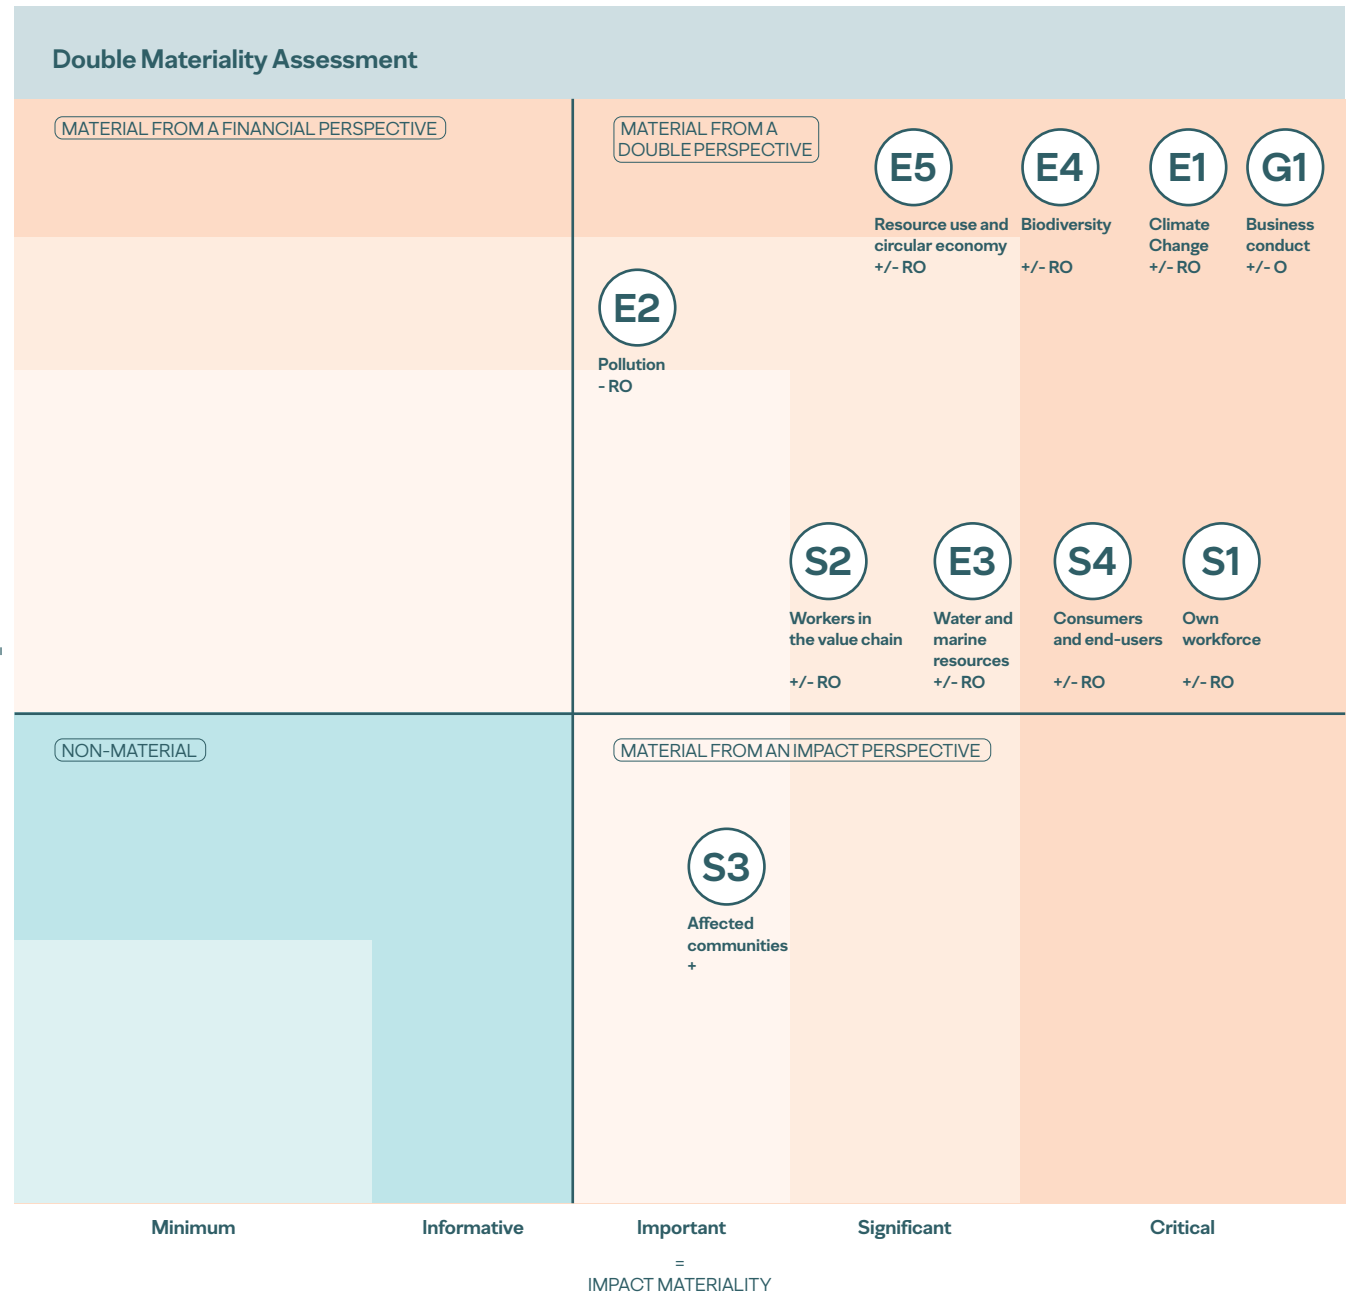 Double Materiality Assessment
MATERIAL FROM A FINANCIAL PERSPECTIVE
MATERIAL FROM A
DOUBLE PERSPECTIVE
E5
Resource use and
circular economy
+/- RO
E4
Biodiversity
+/- RO
E1
Climate
Change
+/- RO
G1
Business
conduct
+/- O
E2
Pollution
- RO
S2
Workers in
the value chain
+/- RO
E3
Water and
marine
resources
+/- RO
S4
Consumers
and end-users
+/- RO
S1
Own
workforce
+/- RO
NON-MATERIAL
MATERIAL FROM AN IMPACT PERSPECTIVE
S3
Affected
communities
+
Minimum
Informative
Important
Significant
Critical
=
IMPACT MATERIALITY